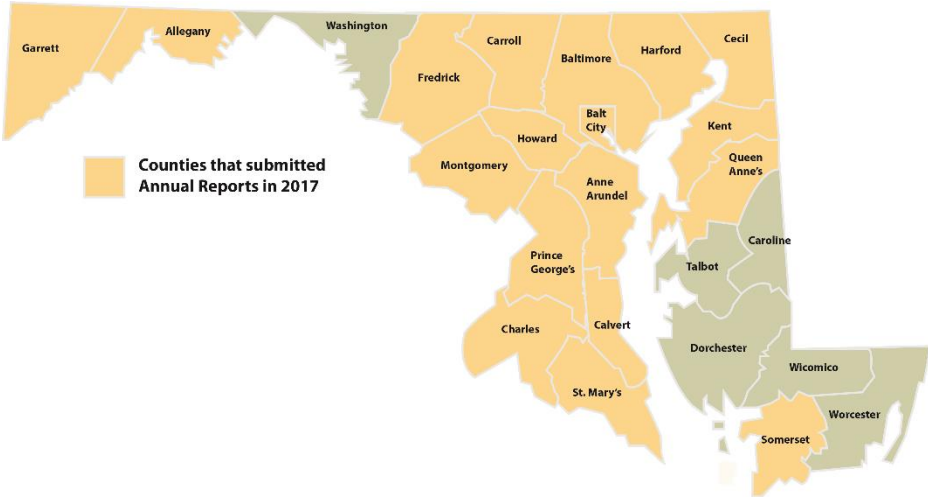 Garrett
Allegany
Washington
Fredrick
Carroll
Baltimore
Harford
Cecil
Balt
City
Kent
Howard
Montgomery
Queen
Anne's
Counties that submitted
Annual Reports in 2017
Anne
Arundel
Caroline
Talbot
Prince
George's
Charles
Calvert
Dorchester
Wicomico
St. Mary's
Worcester
Somerset